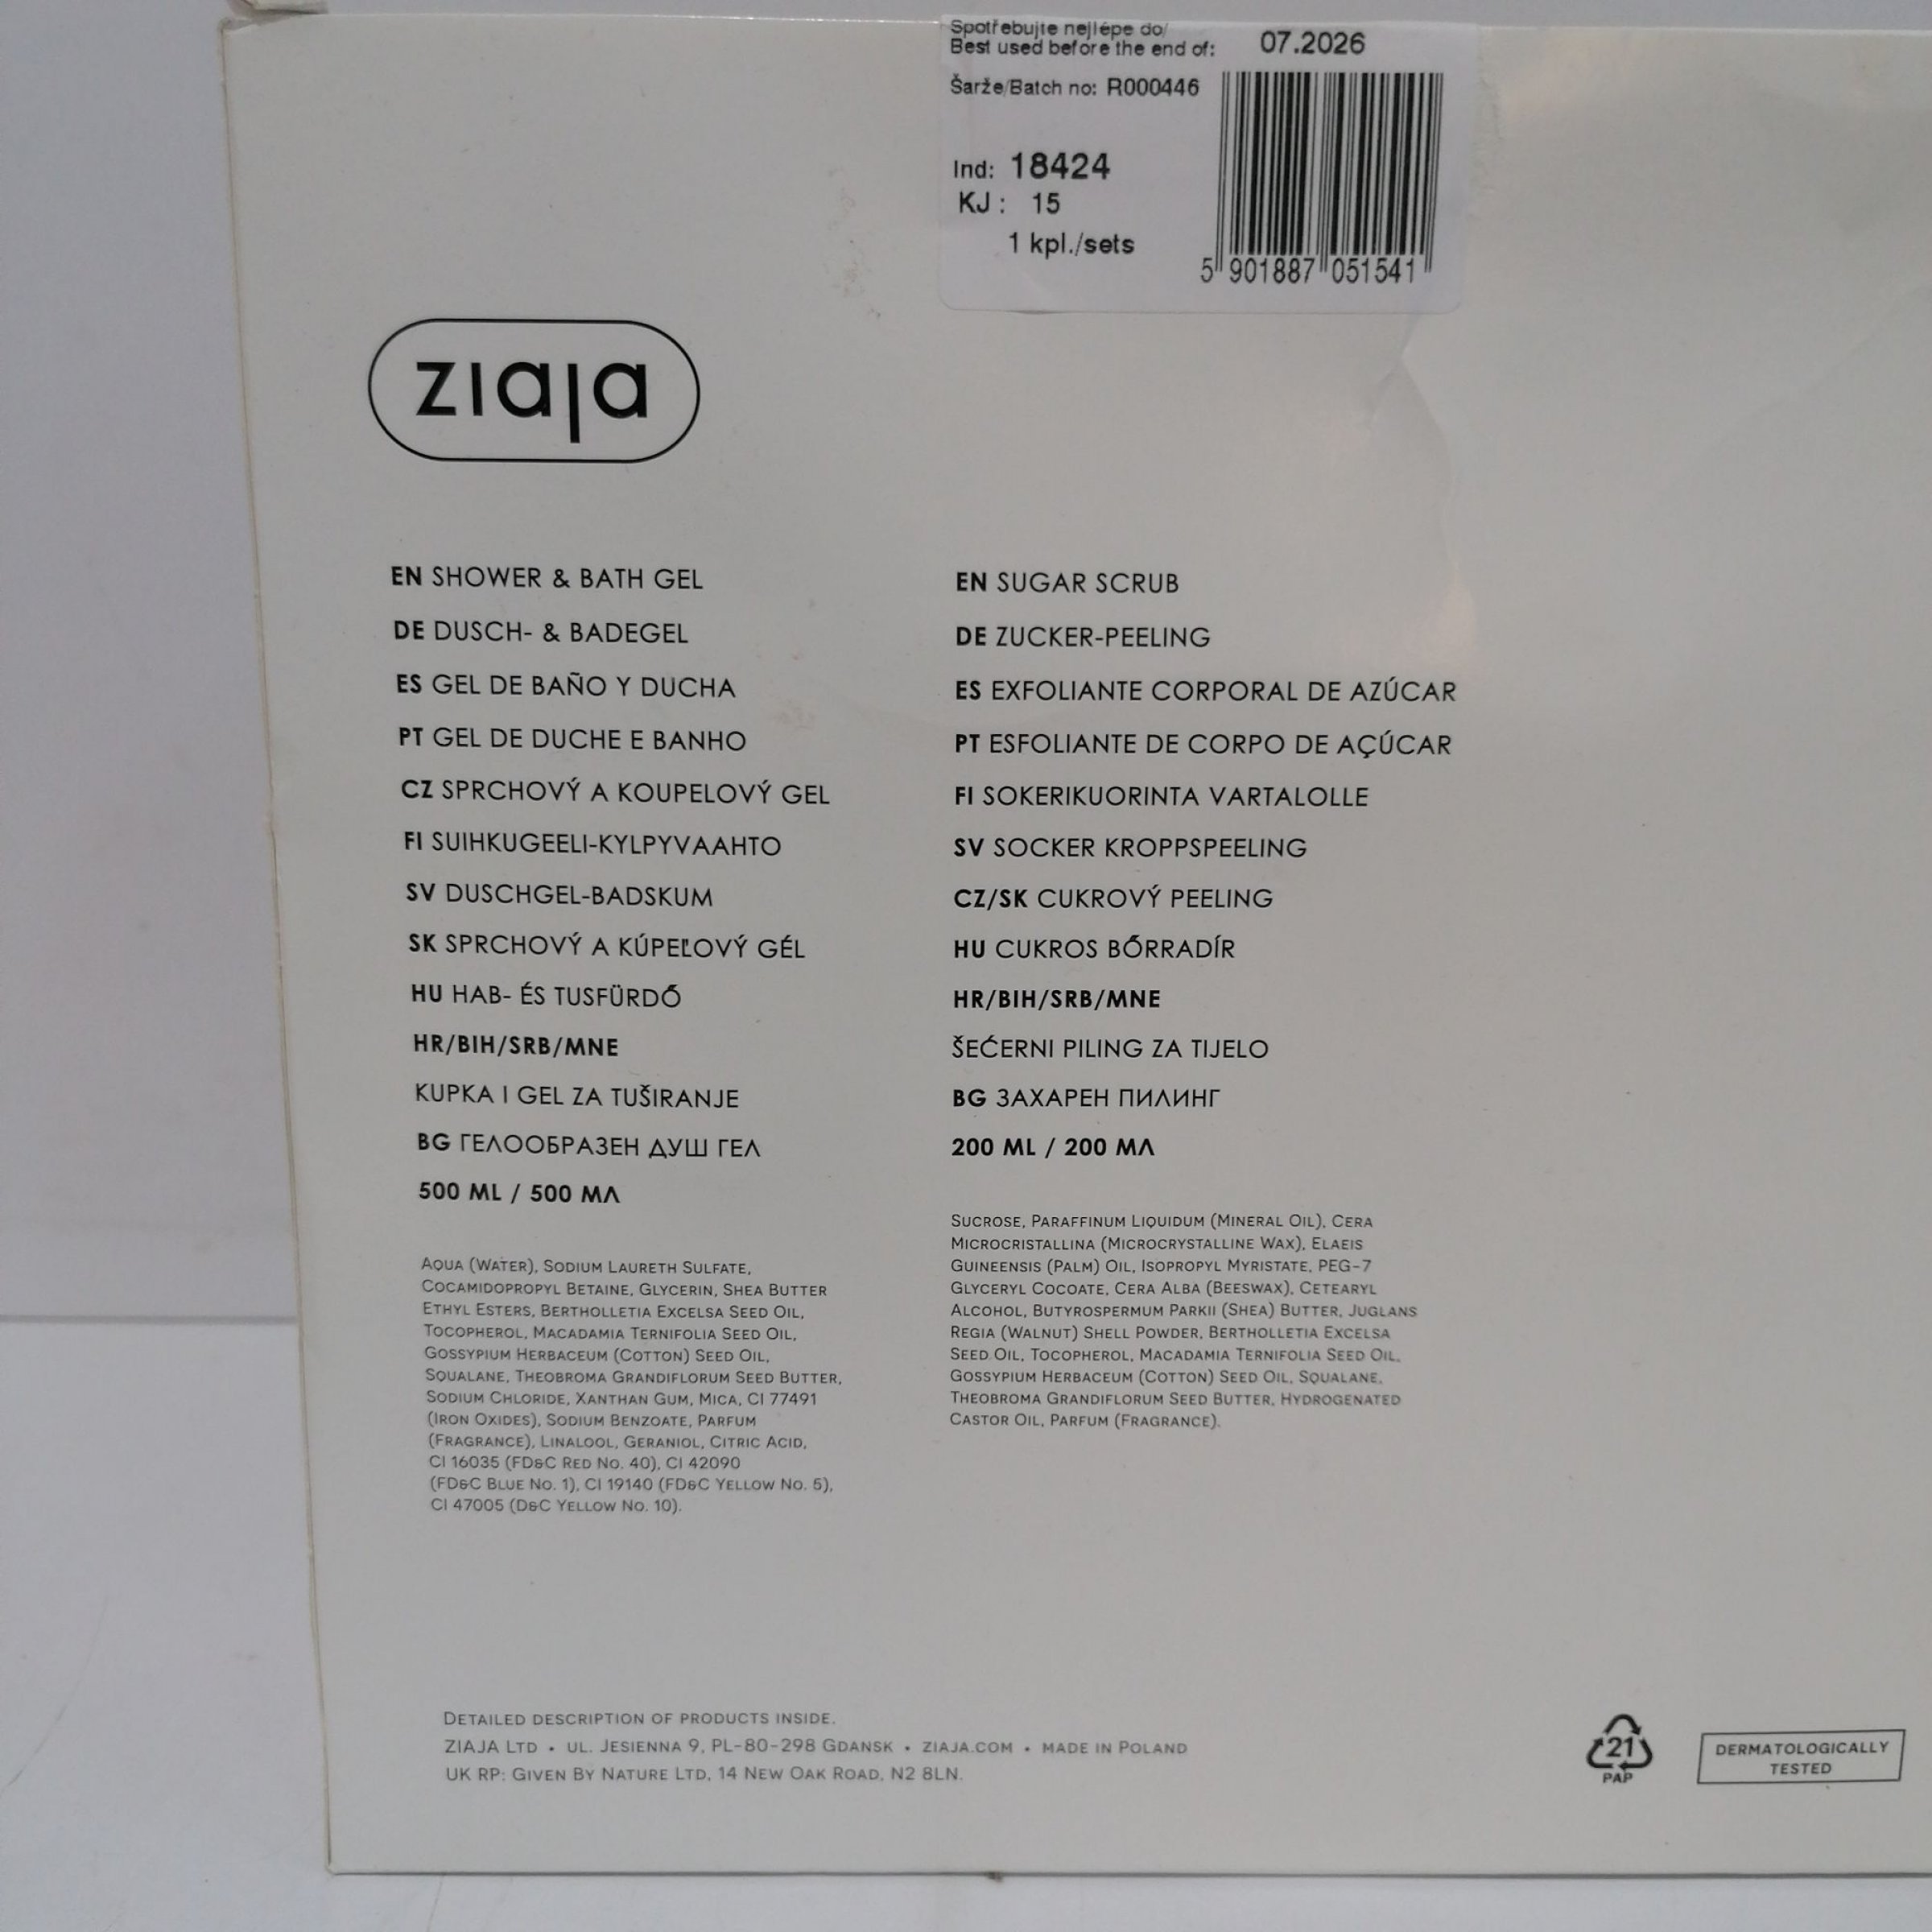 Spotřebujte nejlépe do/
Best used before the end of: 07.2026
Šarže/Batch no: R000446
Ind: 18424
KJ: 15
1 kpl./sets
5 901887 051541
ziaja
EN SHOWER & BATH GEL
DE DUSCH- & BADEGEL
ES GEL DE BAÑO Y DUCHA
PT GEL DE DUCHE E BANHO
CZ SPRCHOVÝ A KOUPELOVÝ GEL
FI SUIHKUGEELI-KYLPYVAAHTO
SV DUSCHGEL-BADSKUM
SK SPRCHOVÝ A KÚPEĽOVÝ GÉL
HU HAB- ÉS TUSFÜRDŐ
HR/BIH/SRB/MNE
KUPKA I GEL ZA TUŠIRANJE
BG ГЕЛООБРАЗЕН ДУШ ГЕЛ
500 ML / 500 МЛ
AQUA (WATER), SODIUM LAURETH SULFATE,
COCAMIDOPROPYL BETAINE, GLYCERIN, SHEA BUTTER
ETHYL ESTERS, BERTHOLLETIA EXCELSA SEED OIL,
TOCOPHEROL, MACADAMIA TERNIFOLIA SEED OIL,
GOSSYPIUM HERBACEUM (COTTON) SEED OIL,
SQUALANE, THEOBROMA GRANDIFLORUM SEED BUTTER,
SODIUM CHLORIDE, XANTHAN GUM, MICA, CI 77491
(IRON OXIDES), SODIUM BENZOATE, PARFUM
(FRAGRANCE), LINALOOL, GERANIOL, CITRIC ACID,
CI 16035 (FD&C RED NO. 40), CI 42090
(FD&C BLUE NO. 1), CI 19140 (FD&C YELLOW NO. 5),
CI 47005 (D&C YELLOW NO. 10).
EN SUGAR SCRUB
DE ZUCKER-PEELING
ES EXFOLIANTE CORPORAL DE AZÚCAR
PT ESFOLIANTE DE CORPO DE AÇÚCAR
FI SOKERIKUORINTA VARTALOLLE
SV SOCKER KROPPSPEELING
CZ/SK CUKROVÝ PEELING
HU CUKROS BŐRRADÍR
HR/BIH/SRB/MNE
ŠEĆERNI PILING ZA TIJELO
BG ЗАХАРЕН ПИЛИНГ
200 ML / 200 МЛ
SUCROSE, PARAFFINUM LIQUIDUM (MINERAL OIL), CERA
MICROCRISTALLINA (MICROCRYSTALLINE WAX), ELAEIS
GUINEENSIS (PALM) OIL, ISOPROPYL MYRISTATE, PEG-7
GLYCERYL COCOATE, CERA ALBA (BEESWAX), CETEARYL
ALCOHOL, BUTYROSPERMUM PARKII (SHEA) BUTTER, JUGLANS
REGIA (WALNUT) SHELL POWDER, BERTHOLLETIA EXCELSA
SEED OIL, TOCOPHEROL, MACADAMIA TERNIFOLIA SEED OIL,
GOSSYPIUM HERBACEUM (COTTON) SEED OIL, SQUALANE,
THEOBROMA GRANDIFLORUM SEED BUTTER, HYDROGENATED
CASTOR OIL, PARFUM (FRAGRANCE).
DETAILED DESCRIPTION OF PRODUCTS INSIDE.
ZIAJA LTD • UL. JESIENNA 9, PL-80-298 GDANSK • ZIAJA.COM • MADE IN POLAND
UK RP: GIVEN BY NATURE LTD, 14 NEW OAK ROAD, N2 8LN.
21
PAP
DERMATOLOGICALLY
TESTED